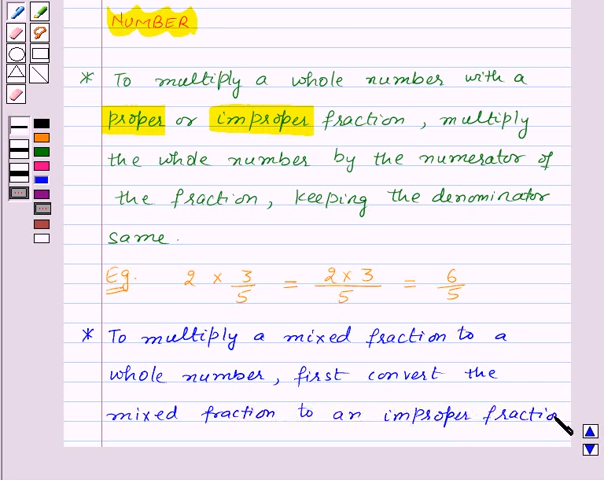 NUMBER
* To multiply a whole number with a
proper or improper fraction, multiply
the whole number by the numerator of
the fraction, keeping the denominator
same.
Eg. 2 × 3/5 = 2 × 3/5 = 6/5
* To multiply a mixed fraction to a
whole number, first convert the
mixed fraction to an improper fractio